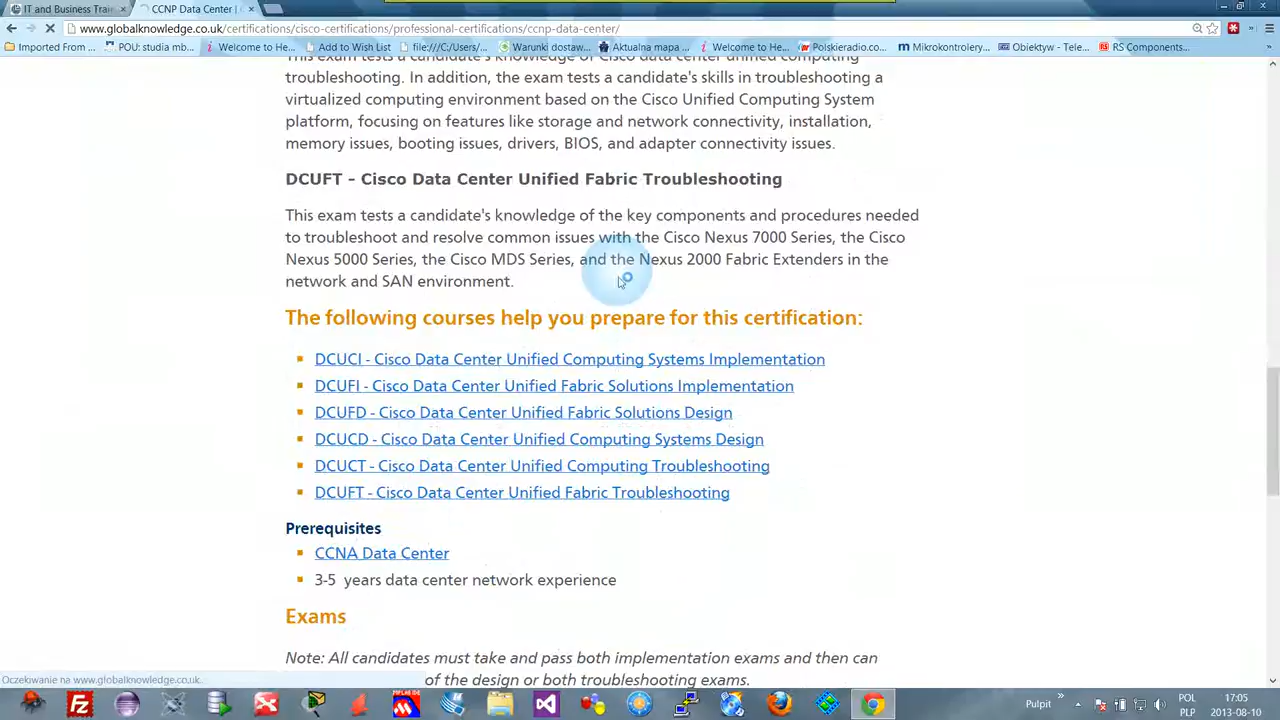 IT and Business Trai
CCNP Data Center |
www.globalknowledge.co.uk/certifications/cisco-certifications/professional-certifications/ccnp-data-center/
Imported From ... POU: studia mb... Welcome to He... Add to Wish List file:///C:/Users/... Warunki dostaw... Aktualna mapa ... Welcome to He... Polskieradio.co... Mikrokontrolery... Obiektyw - Tele... RS Components...
This exam tests a candidate's knowledge of Cisco data center unified computing
troubleshooting. In addition, the exam tests a candidate's skills in troubleshooting a
virtualized computing environment based on the Cisco Unified Computing System
platform, focusing on features like storage and network connectivity, installation,
memory issues, booting issues, drivers, BIOS, and adapter connectivity issues.
DCUFT - Cisco Data Center Unified Fabric Troubleshooting
This exam tests a candidate's knowledge of the key components and procedures needed
to troubleshoot and resolve common issues with the Cisco Nexus 7000 Series, the Cisco
Nexus 5000 Series, the Cisco MDS Series, and the Nexus 2000 Fabric Extenders in the
network and SAN environment.
The following courses help you prepare for this certification:
DCUCI - Cisco Data Center Unified Computing Systems Implementation
DCUFI - Cisco Data Center Unified Fabric Solutions Implementation
DCUFD - Cisco Data Center Unified Fabric Solutions Design
DCUCD - Cisco Data Center Unified Computing Systems Design
DCUCT - Cisco Data Center Unified Computing Troubleshooting
DCUFT - Cisco Data Center Unified Fabric Troubleshooting
Prerequisites
CCNA Data Center
3-5 years data center network experience
Exams
Note: All candidates must take and pass both implementation exams and then can
of the design or both troubleshooting exams.
Oczekiwanie na www.globalknowledge.co.uk.
Pulpit
POL
PLP
17:05
2013-08-10